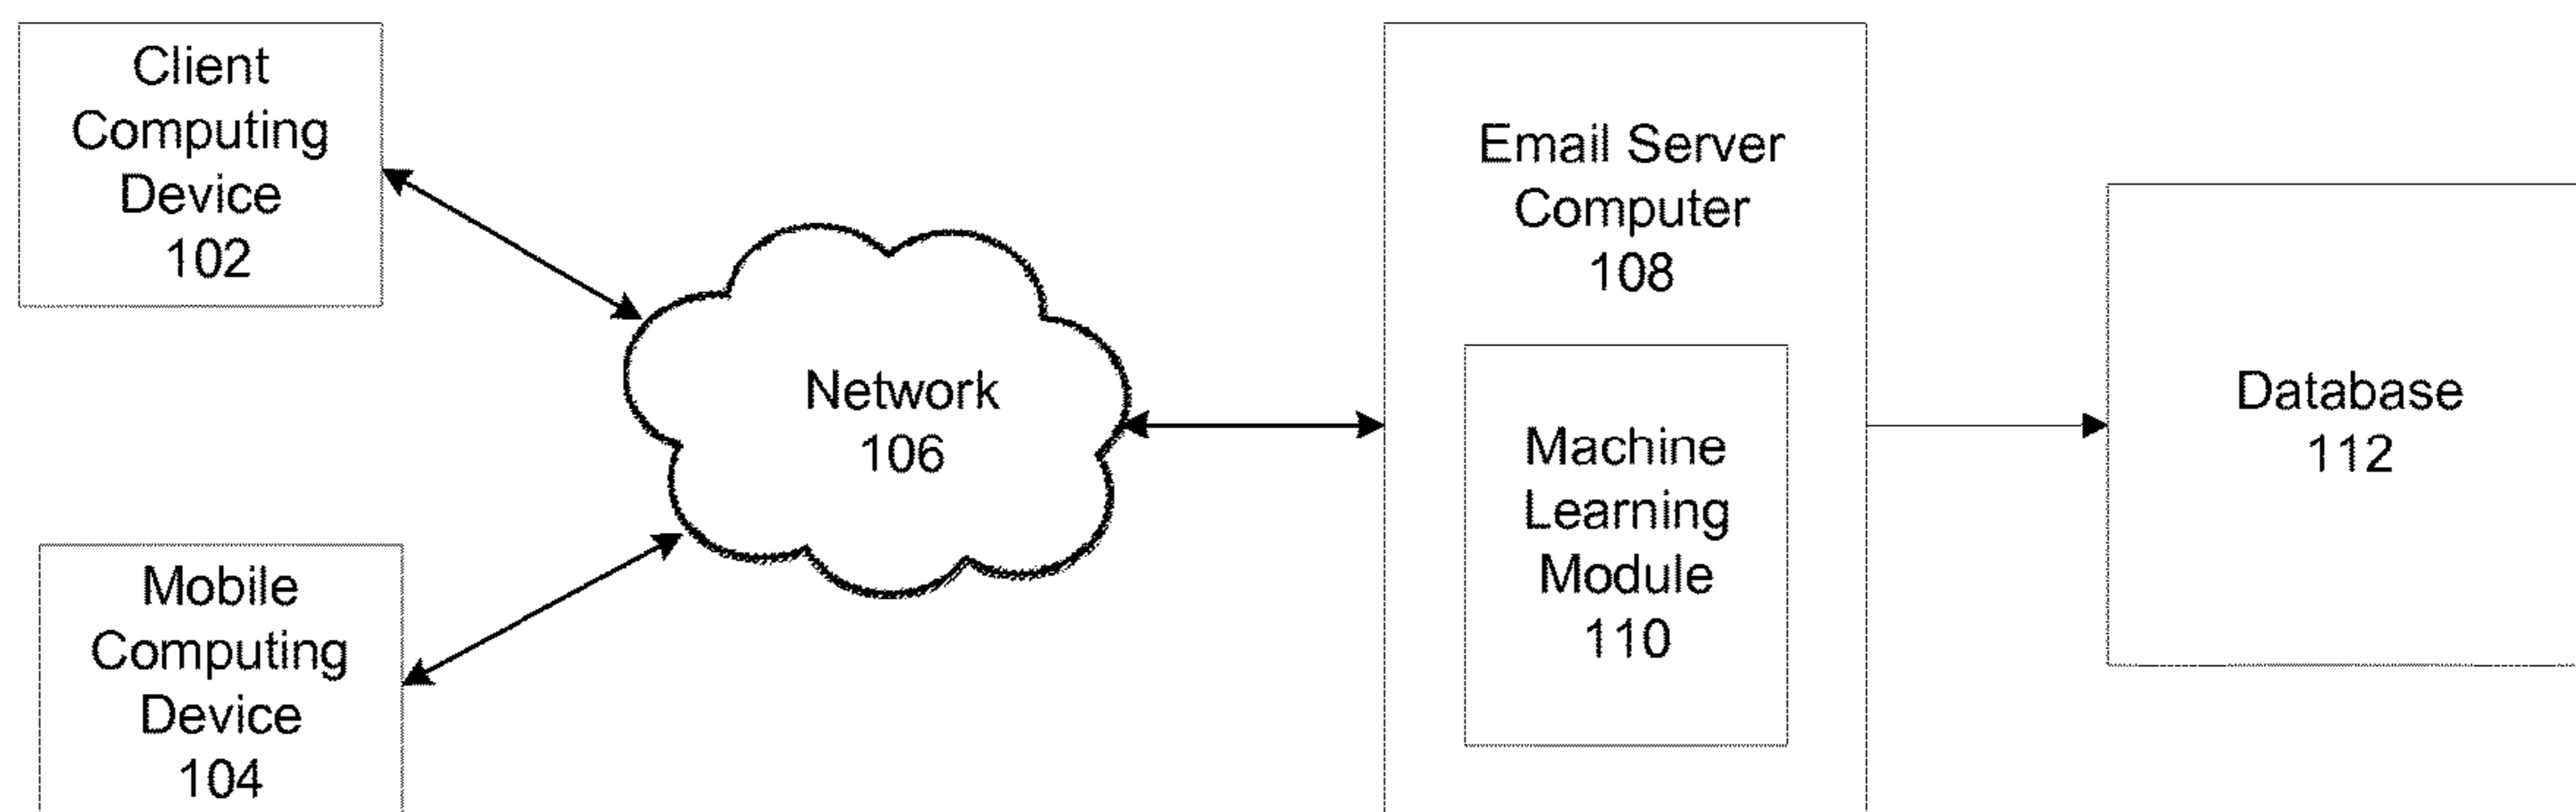 Client
Computing
Device
102
Mobile
Computing
Device
104
Network
106
Email Server
Computer
108
Machine
Learning
Module
110
Database
112